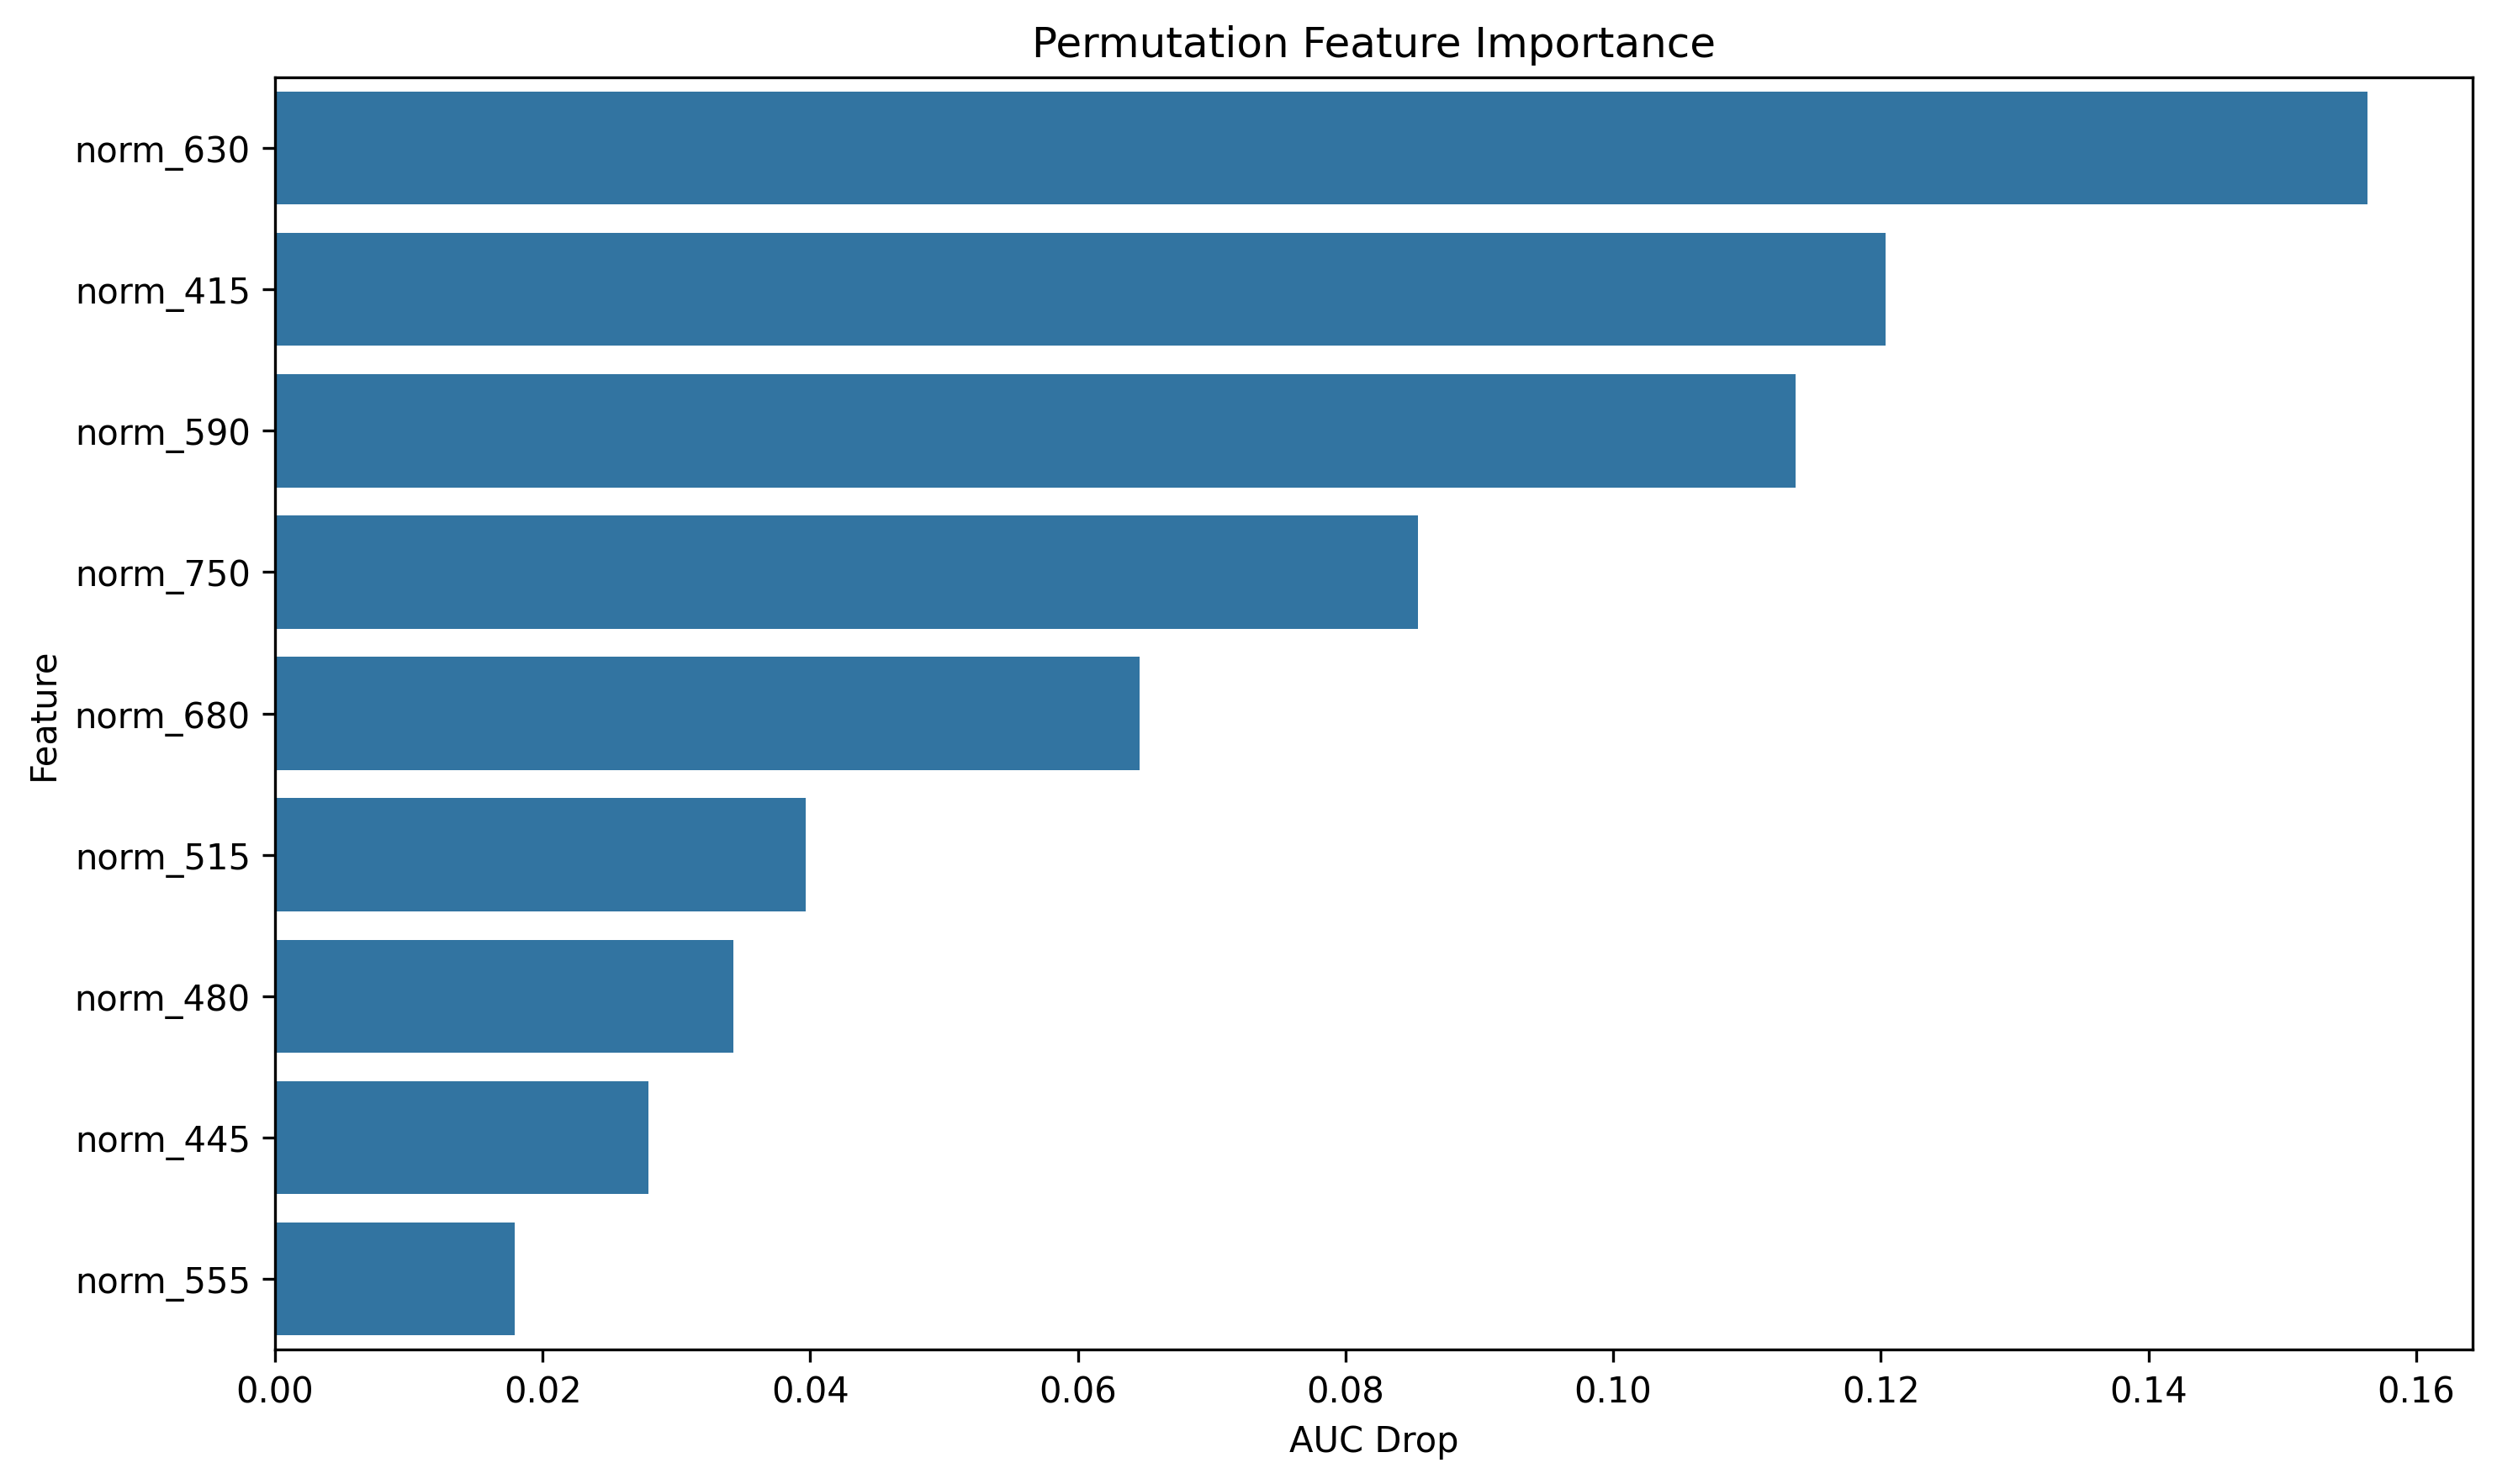 Permutation Feature Importance
norm_630
norm_415
norm_590
norm_750
norm_680
norm_515
norm_480
norm_445
norm_555
Feature
0.00 0.02 0.04 0.06 0.08 0.10 0.12 0.14 0.16
AUC Drop